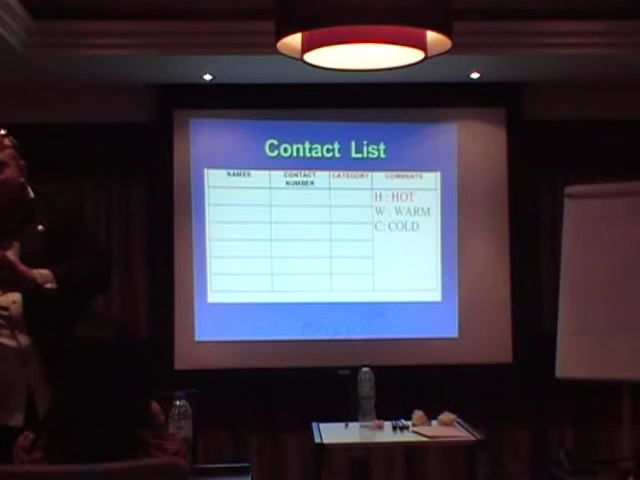 Contact List
NAMES CONTACT NUMBER CATEGORY COMMENTS
H : HOT
W : WARM
C: COLD